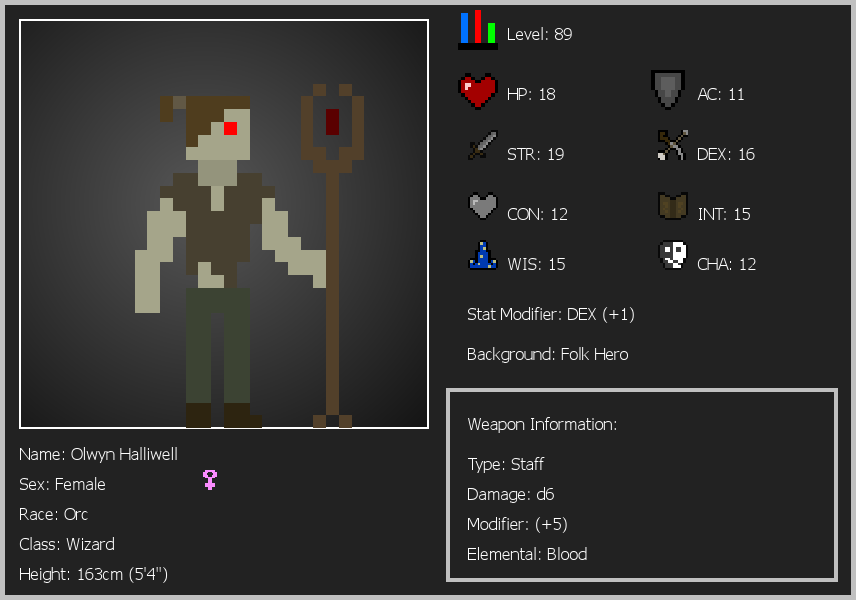 Level: 89
HP: 18
AC: 11
STR: 19
DEX: 16
CON: 12
INT: 15
WIS: 15
CHA: 12
Stat Modifier: DEX (+1)
Background: Folk Hero
Weapon Information:
Type: Staff
Damage: d6
Modifier: (+5)
Elemental: Blood
Name: Olwyn Halliwell
Sex: Female
Race: Orc
Class: Wizard
Height: 163cm (5'4")